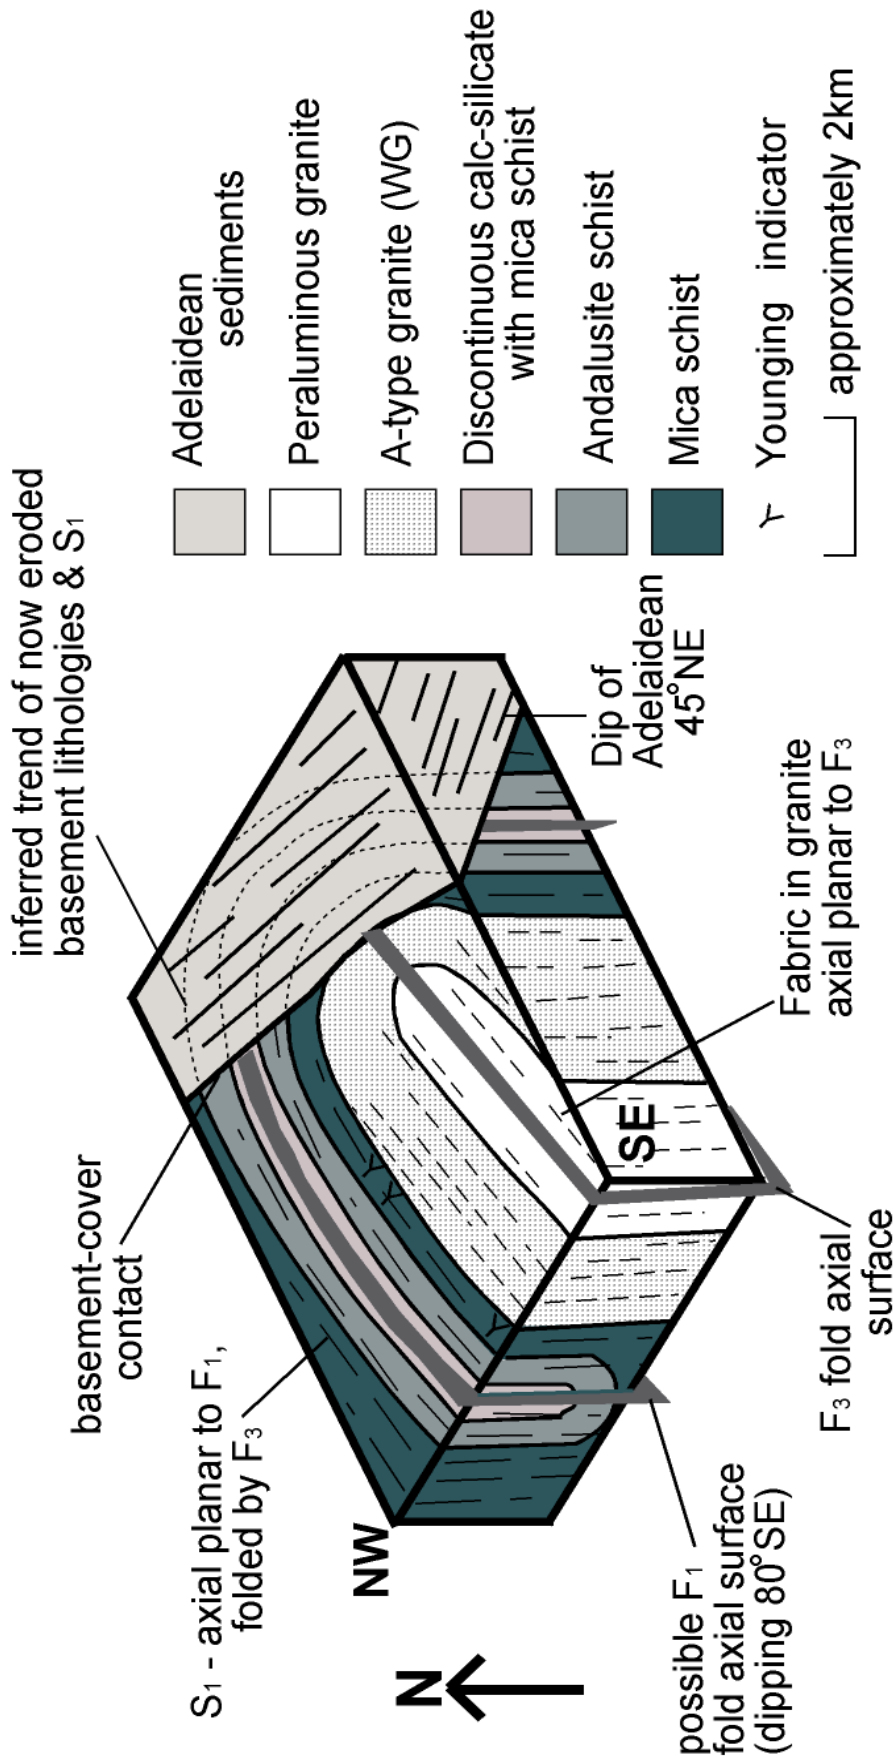 inferred trend of now eroded
basement lithologies & S1
basement-cover
contact
S1 - axial planar to F1,
folded by F3
NW
N
possible F1
fold axial surface
(dipping 80°SE)
F3 fold axial
surface
SE
Fabric in granite
axial planar to F3
Dip of
Adelaidean
45°NE
Adelaidean
sediments
Peraluminous granite
A-type granite (WG)
Discontinuous calc-silicate
with mica schist
Andalusite schist
Mica schist
Younging indicator
approximately 2km